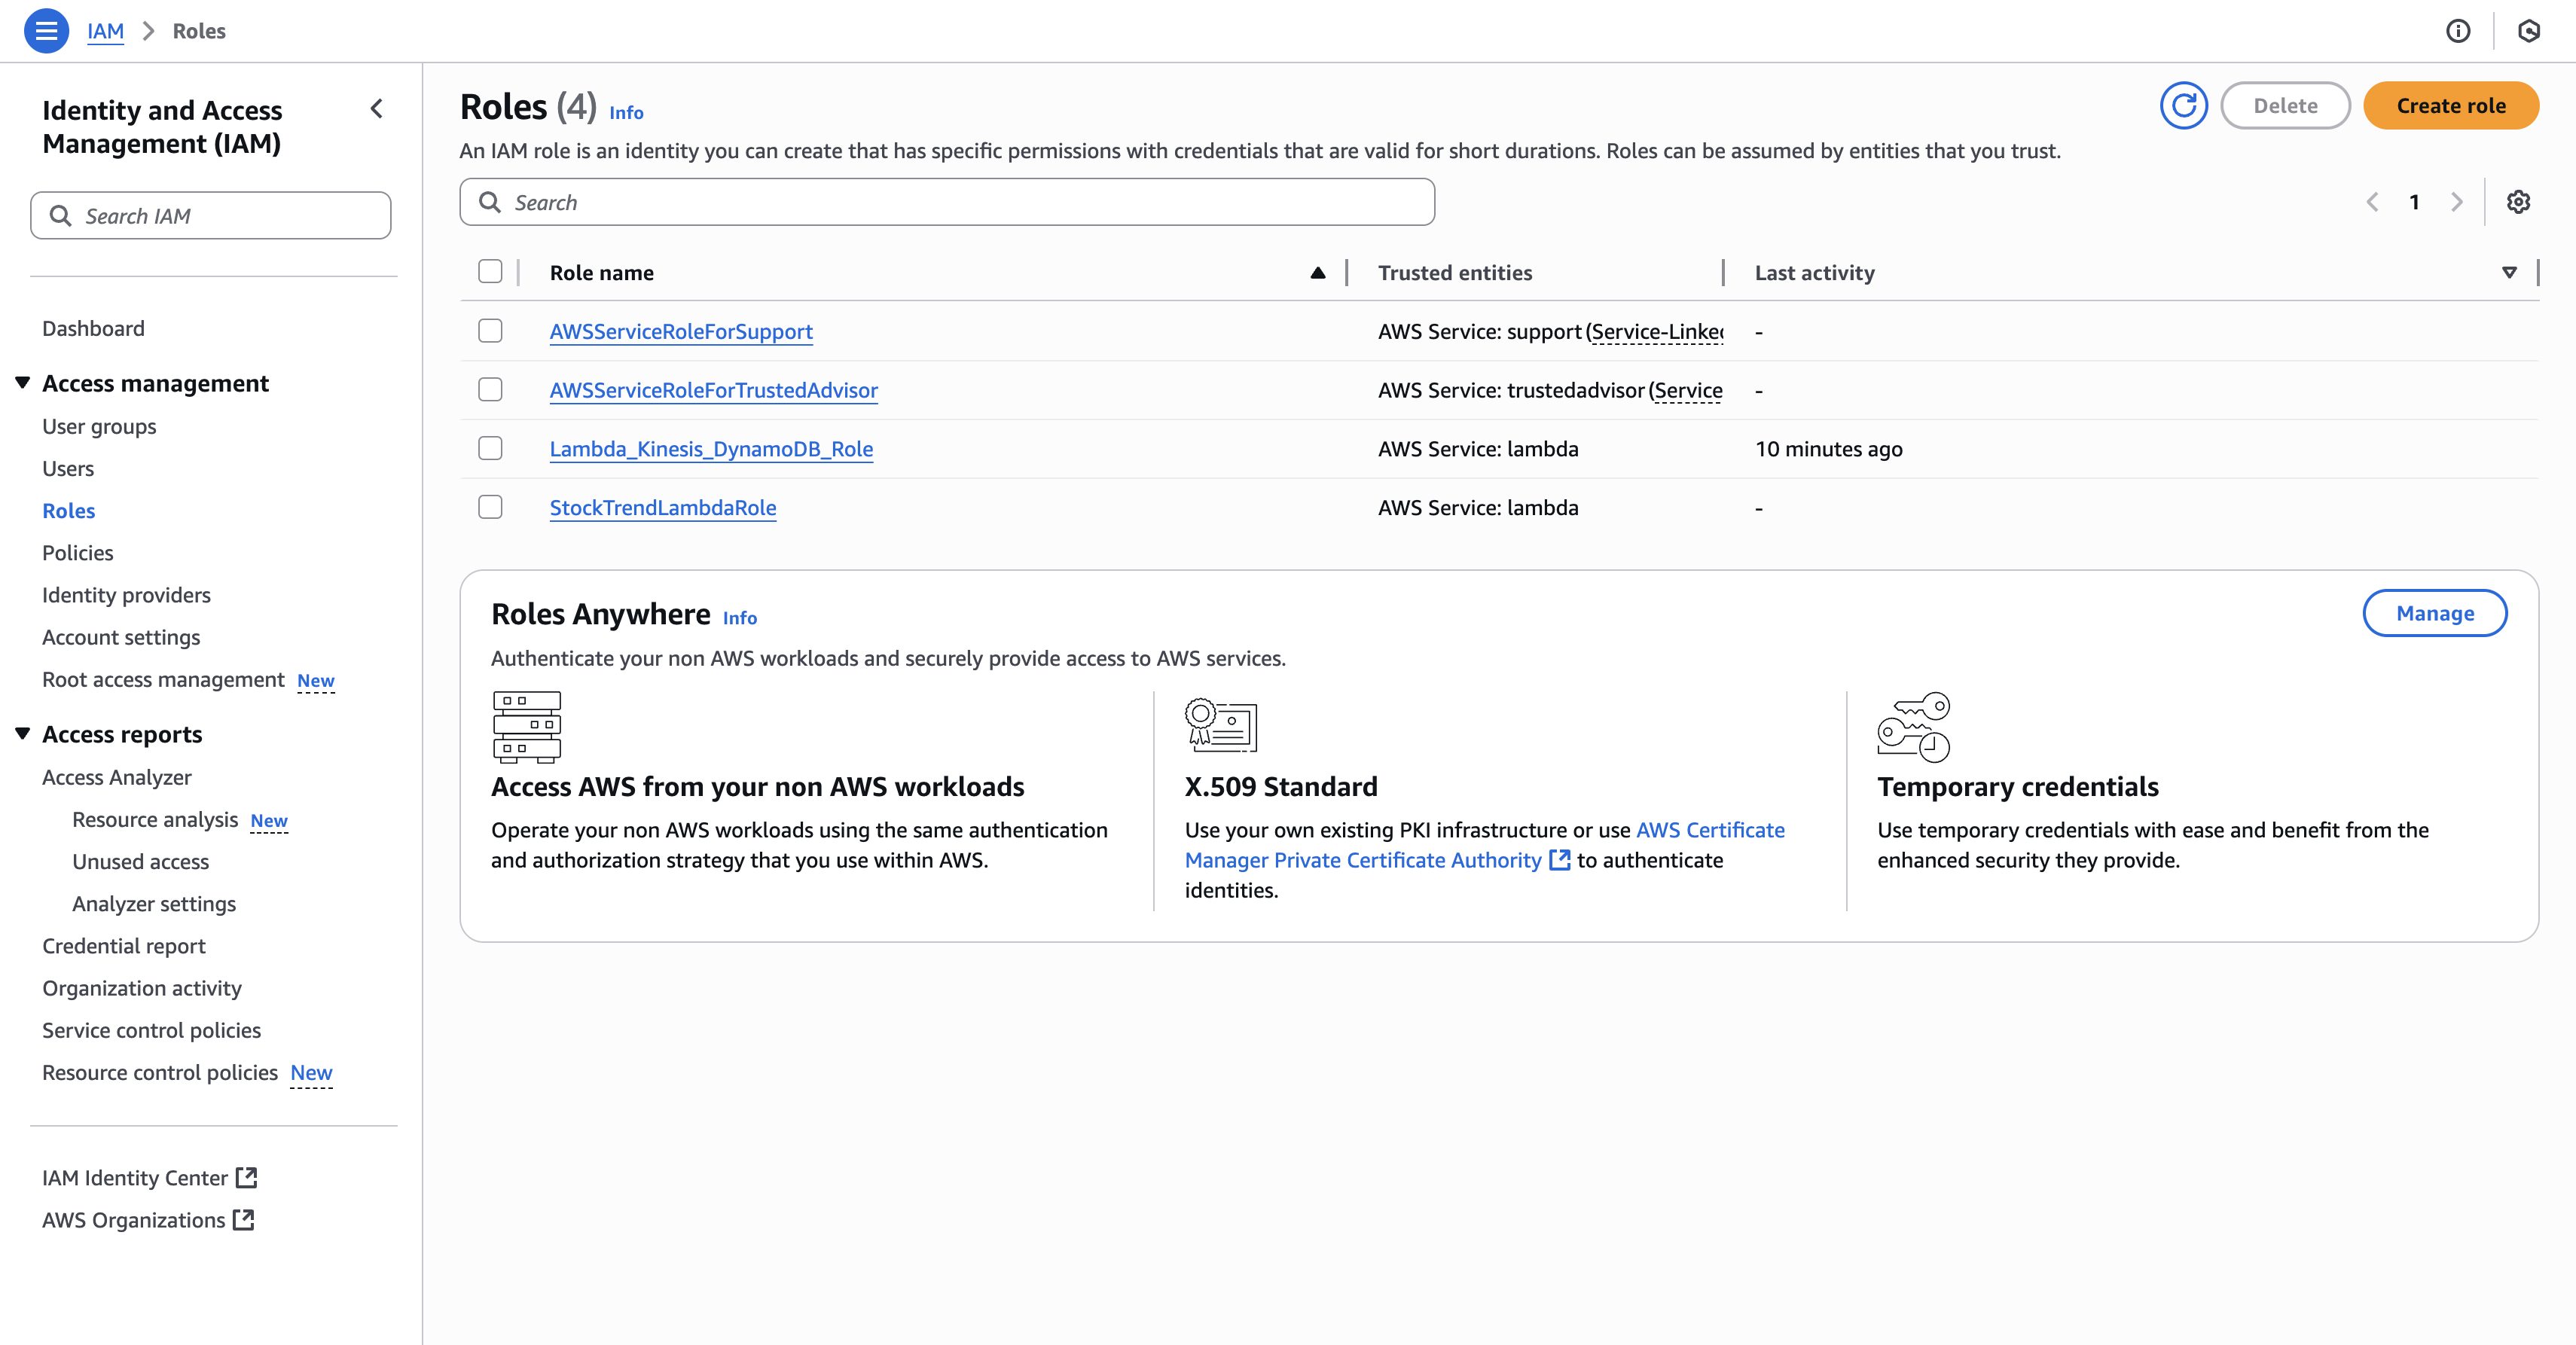 IAM > Roles
Identity and Access
Management (IAM)
Search IAM
Dashboard
Access management
User groups
Users
Roles
Policies
Identity providers
Account settings
Root access management New
Access reports
Access Analyzer
Resource analysis New
Unused access
Analyzer settings
Credential report
Organization activity
Service control policies
Resource control policies New
IAM Identity Center
AWS Organizations
Roles (4) Info
Delete
Create role
An IAM role is an identity you can create that has specific permissions with credentials that are valid for short durations. Roles can be assumed by entities that you trust.
Search
1
Role name Trusted entities Last activity
AWSServiceRoleForSupport AWS Service: support (Service-Linked -
AWSServiceRoleForTrustedAdvisor AWS Service: trustedadvisor (Service -
Lambda_Kinesis_DynamoDB_Role AWS Service: lambda 10 minutes ago
StockTrendLambdaRole AWS Service: lambda -
Roles Anywhere Info
Manage
Authenticate your non AWS workloads and securely provide access to AWS services.
Access AWS from your non AWS workloads
Operate your non AWS workloads using the same authentication
and authorization strategy that you use within AWS.
X.509 Standard
Use your own existing PKI infrastructure or use AWS Certificate
Manager Private Certificate Authority to authenticate
identities.
Temporary credentials
Use temporary credentials with ease and benefit from the
enhanced security they provide.